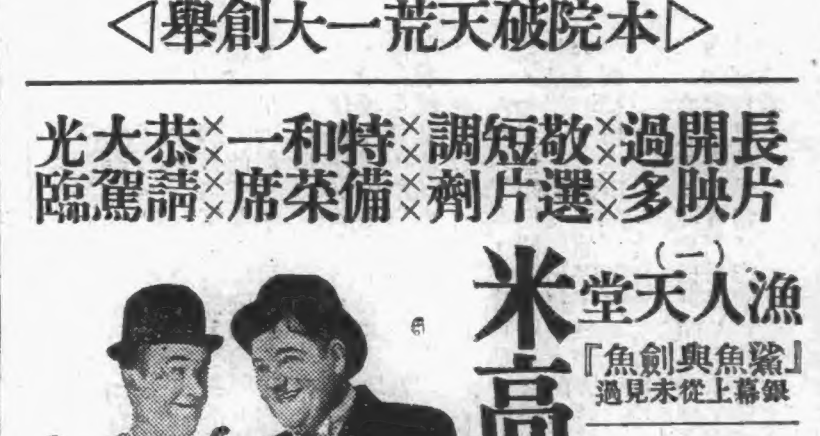 本院破天荒一大創舉
長片開映過多
敬選短片調劑
特備和菜一席
恭請大駕光臨
(一)
漁人天堂
『鯊魚與劍魚』
銀幕上從未見過
米高